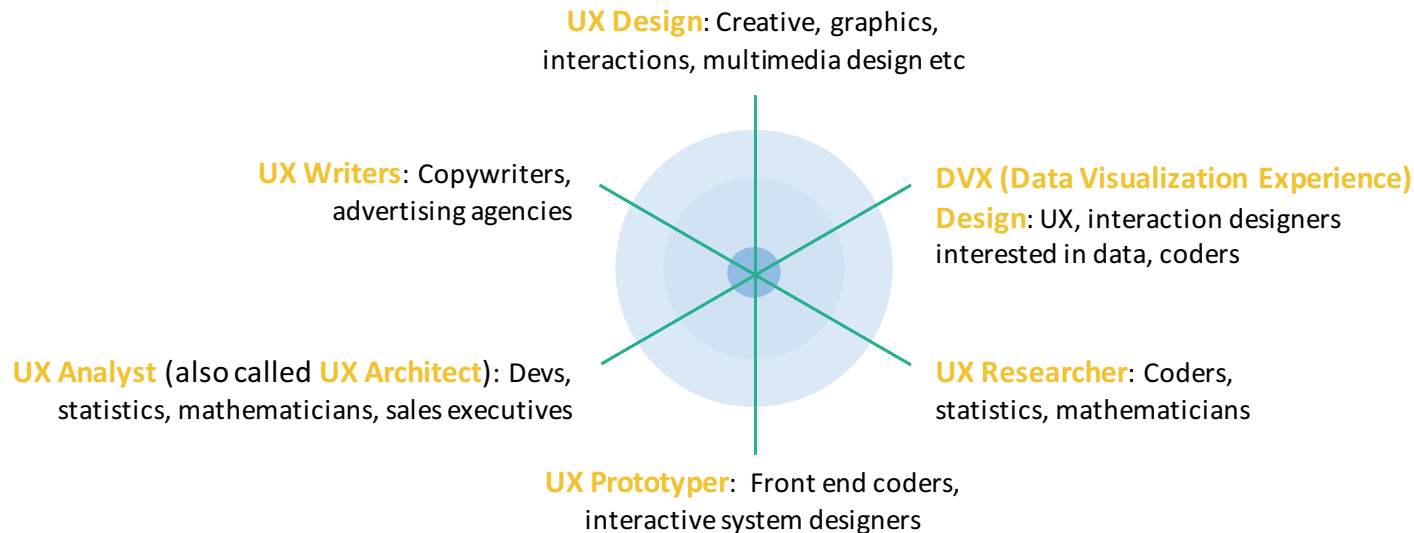 UX Design: Creative, graphics,
interactions, multimedia design etc
UX Writers: Copywriters,
advertising agencies
DVX (Data Visualization Experience)
Design: UX, interaction designers
interested in data, coders
UX Analyst (also called UX Architect): Devs,
statistics, mathematicians, sales executives
UX Researcher: Coders,
statistics, mathematicians
UX Prototyper: Front end coders,
interactive system designers